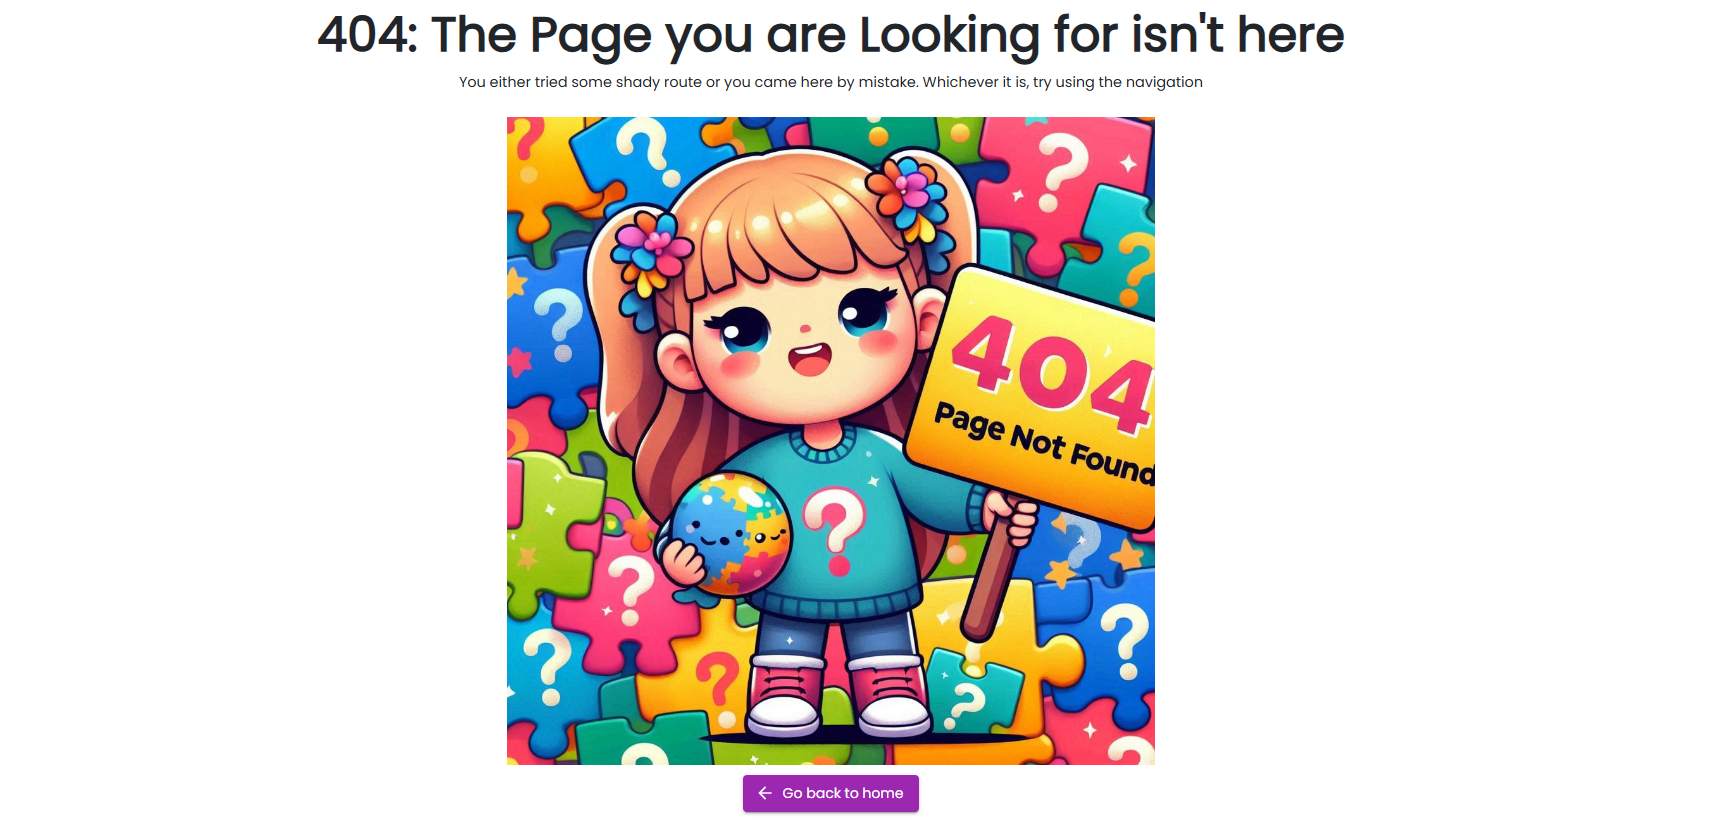 404: The Page you are Looking for isn't here
You either tried some shady route or you came here by mistake. Whichever it is, try using the navigation
404
Page Not Found
?
Go back to home